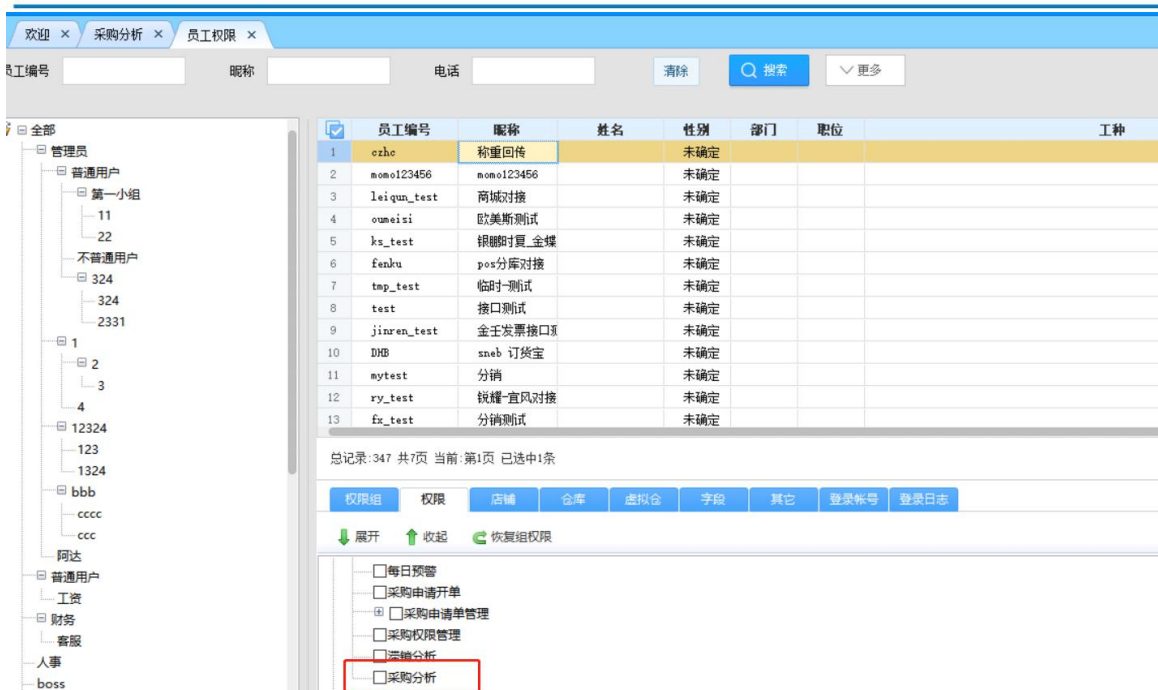 欢迎 × 采购分析 × 员工权限 ×
员工编号 昵称 电话 清除 搜索 更多
全部
管理员
普通用户
第一小组
11
22
不普通用户
324
324
2331
1
2
3
4
12324
123
1324
bbb
cccc
ccc
阿达
普通用户
工资
财务
客服
人事
boss
员工编号 昵称 姓名 性别 部门 职位 工种
1 czhc 称重回传 未确定
2 momo123456 momo123456 未确定
3 leiqun_test 商城对接 未确定
4 oumeisi 欧美斯测试 未确定
5 ks_test 银鹏时夏_金蝶 未确定
6 fenku pos分库对接 未确定
7 tmp_test 临时-测试 未确定
8 test 接口测试 未确定
9 jinren_test 金壬发票接口测 未确定
10 DHB sneb 订货宝 未确定
11 mytest 分销 未确定
12 ry_test 锐耀-宜风对接 未确定
13 fx_test 分销测试 未确定
总记录:347 共7页 当前:第1页 已选中1条
权限组 权限 店铺 仓库 虚拟仓 字段 其它 登录帐号 登录日志
展开 收起 恢复组权限
每日预警
采购申请开单
采购申请单管理
采购权限管理
滞销分析
采购分析